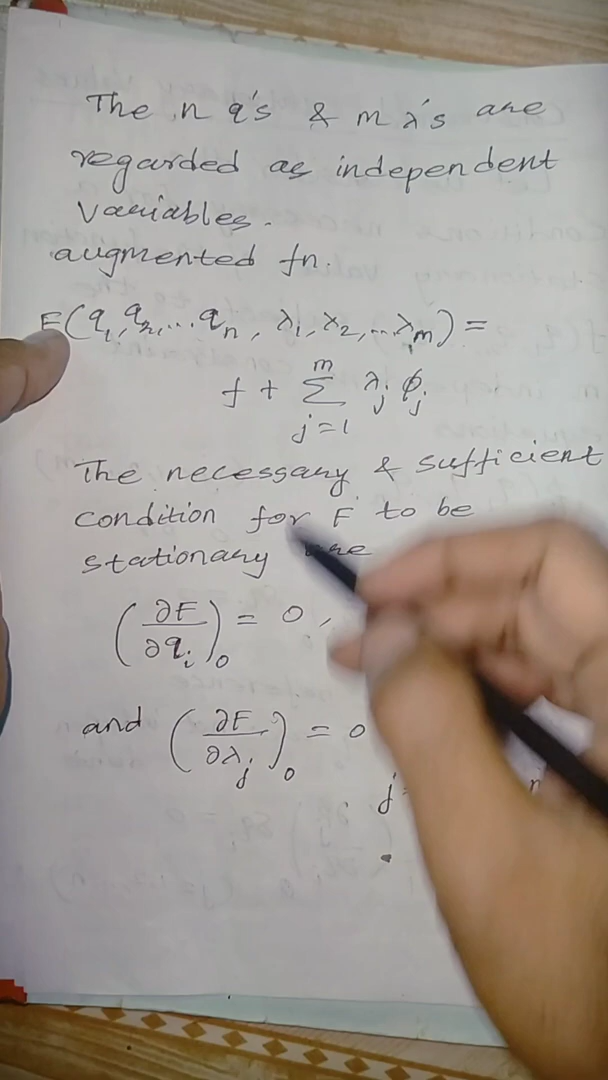 The n q's & m λ's are
regarded as independent
variables.
augmented fn.
F(q₁, q₂,... qₙ, λ₁, λ₂, ...λₘ) =
f + Σ_{j=1}^{m} λⱼ φⱼ
The necessary & sufficient
condition for F to be
stationary are
(∂F/∂qᵢ)₀ = 0,
and (∂F/∂λⱼ)₀ = 0
j